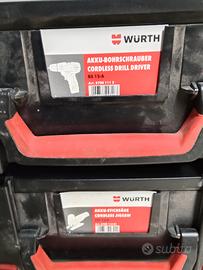 WÜRTH
AKKU-BOHRSCHRAUBER
CORDLESS DRILL DRIVER
BS 12-A
WÜRTH
AKKU-STICHSÄGE
CORDLESS JIGSAW
subito